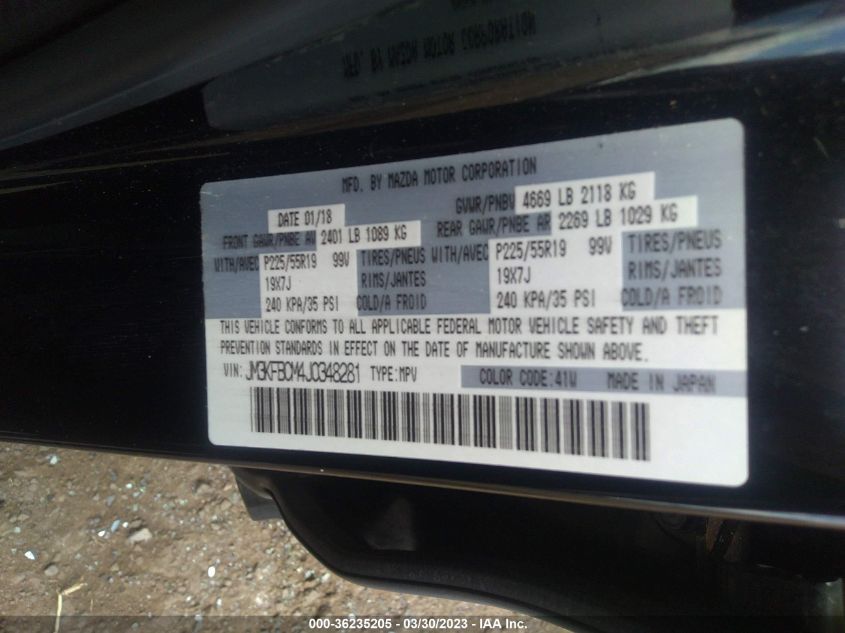 MFD. BY MAZDA MOTOR CORPORATION
DATE 01/18 GVWR/PNBV 4669 LB 2118 KG
FRONT GAWR/PNBE AV 2401 LB 1089 KG REAR GAWR/PNBE AR 2269 LB 1029 KG
WITH/AVEC P225/55R19 99V TIRES/PNEUS WITH/AVEC P225/55R19 99V TIRES/PNEUS
19X7J RIMS/JANTES 19X7J RIMS/JANTES
240 KPA/35 PSI COLD/A FROID 240 KPA/35 PSI COLD/A FROID
THIS VEHICLE CONFORMS TO ALL APPLICABLE FEDERAL MOTOR VEHICLE SAFETY AND THEFT
PREVENTION STANDARDS IN EFFECT ON THE DATE OF MANUFACTURE SHOWN ABOVE.
VIN: JM3KFBCM4J0348281 TYPE:MPV COLOR CODE:41W MADE IN JAPAN
000-36235205 - 03/30/2023 - IAA Inc.